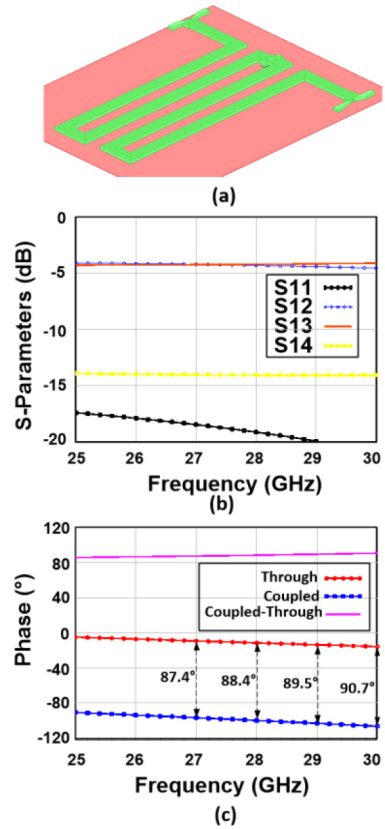 (a)
0
-5
-10
-15
-20
S-Parameters (dB)
S11
S12
S13
S14
25 26 27 28 29 30
Frequency (GHz)
(b)
120
80
40
0
-40
-80
-120
Phase (°)
Through
Coupled
Coupled-Through
87.4° 88.4° 89.5° 90.7°
25 26 27 28 29 30
Frequency (GHz)
(c)